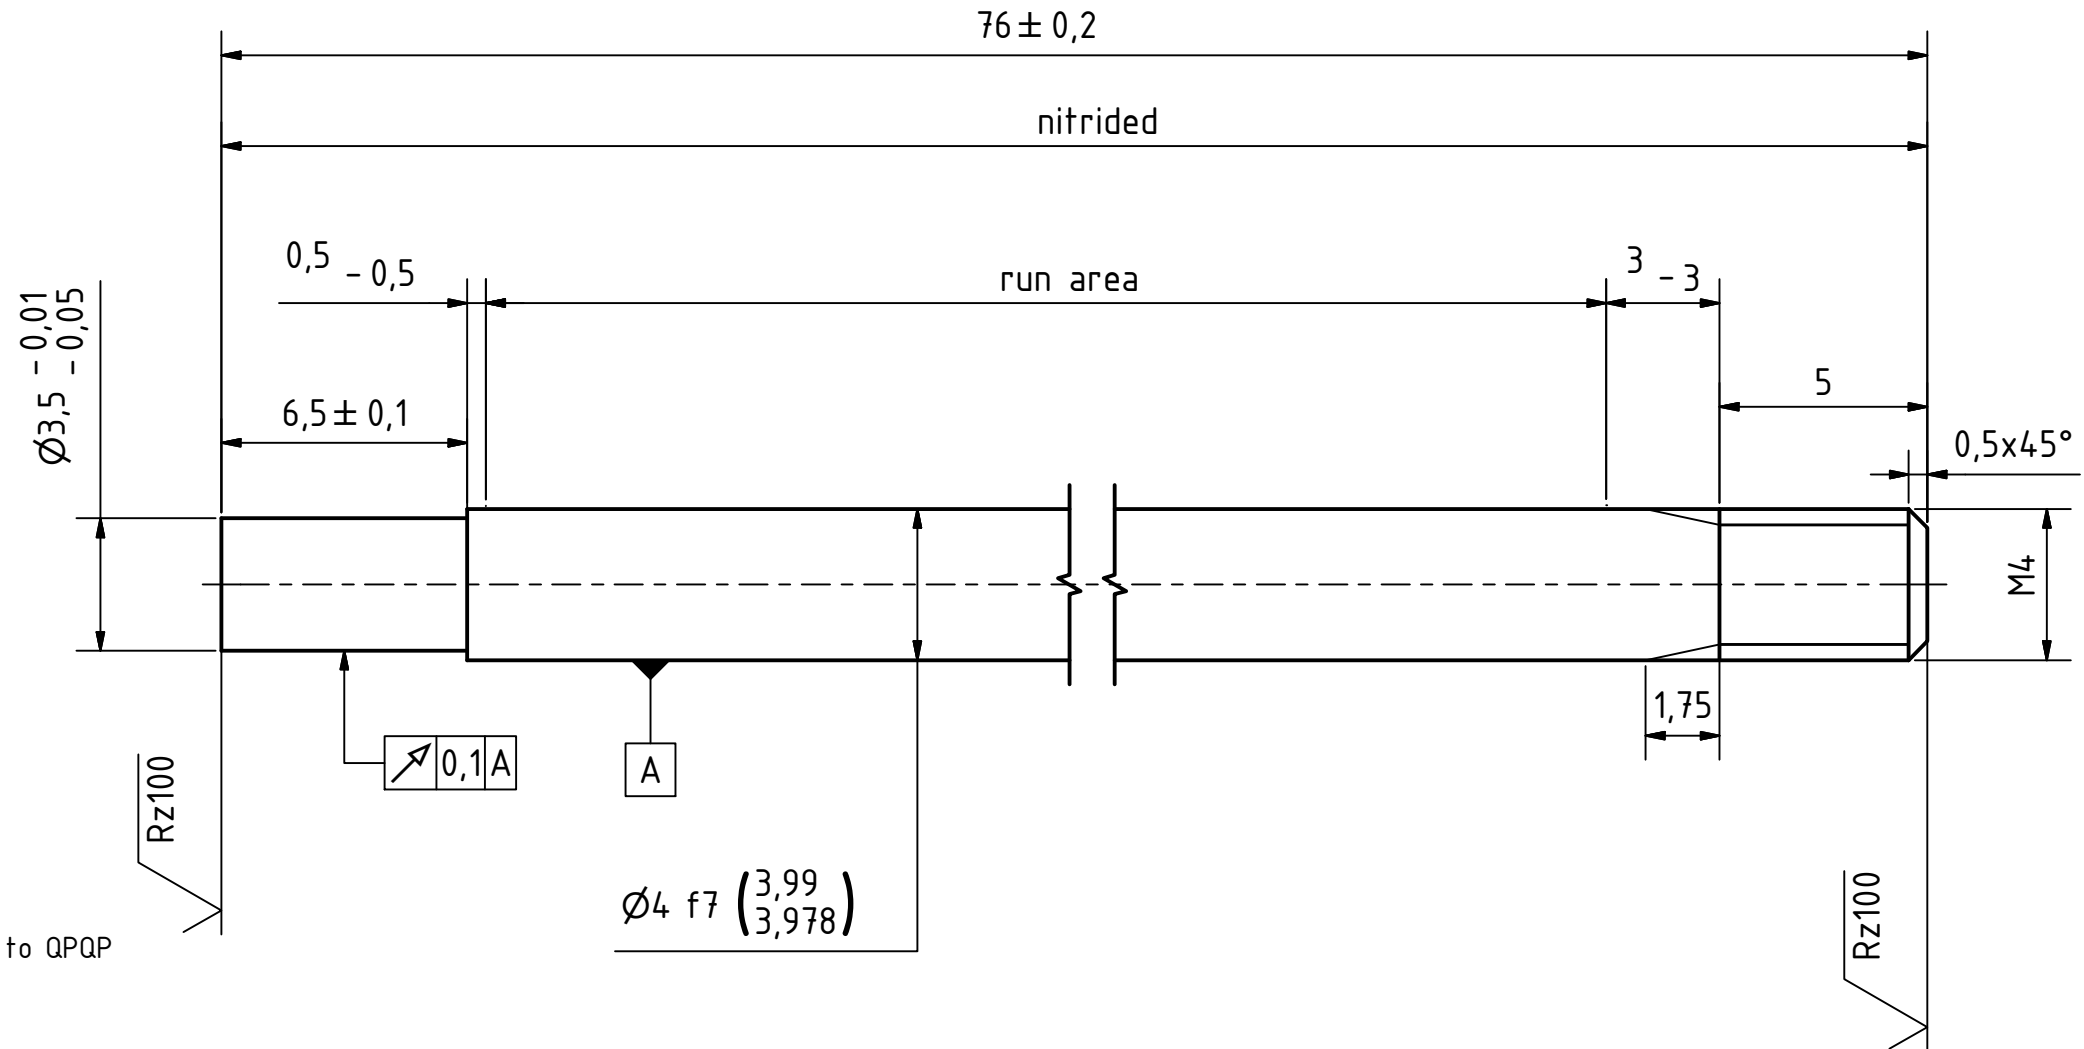 76 ± 0,2
nitrided
0,5 - 0,5
run area
3 - 3
Ø3,5 - 0,01
- 0,05
6,5 ± 0,1
5
0,5x45°
M4
1,75
0,1 A
A
Rz100
Ø4 f7 (3,99
3,978)
Rz100
to QPQP